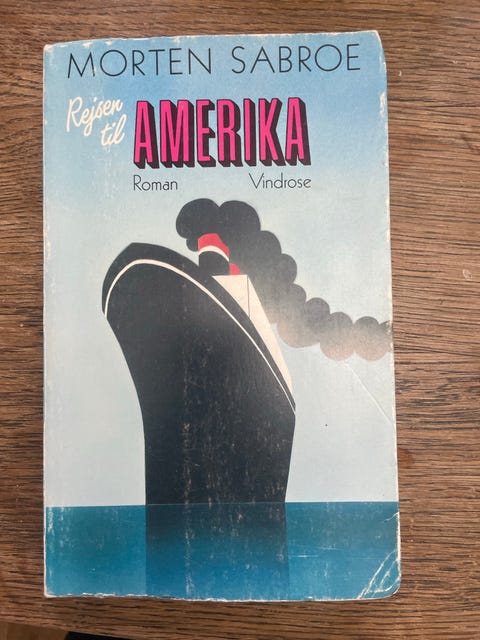 MORTEN SABROE
Rejsen
til
AMERIKA
Roman Vindrose